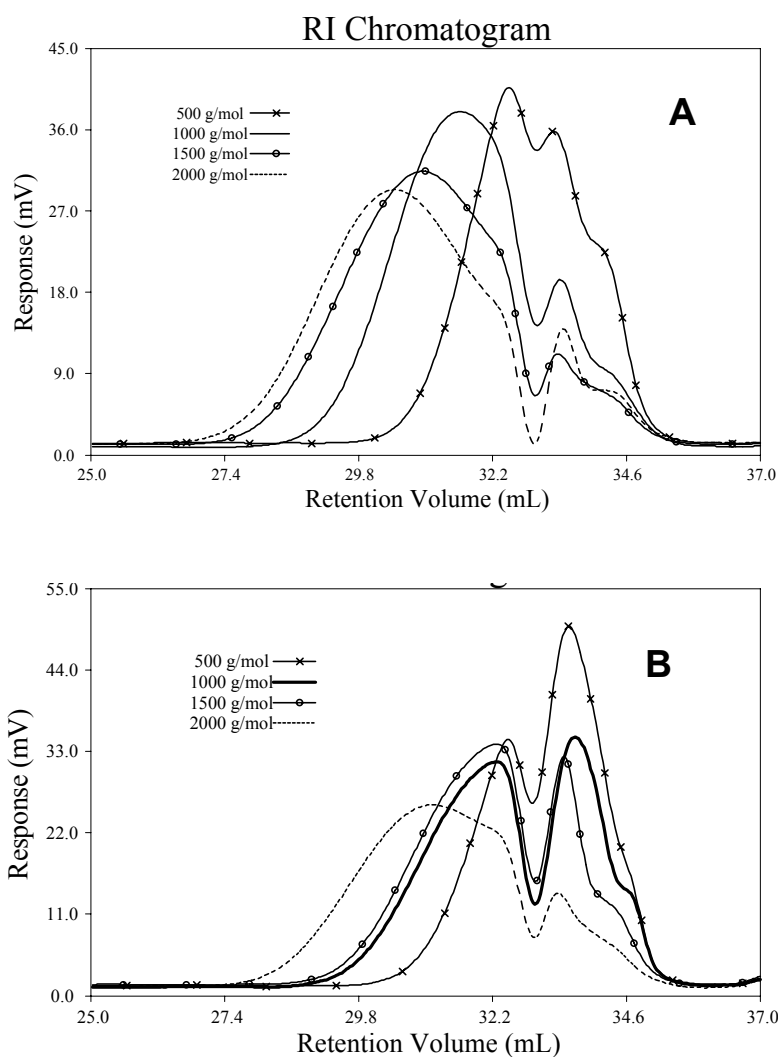 RI Chromatogram
45.0
36.0
27.0
18.0
9.0
0.0
Response (mV)
500 g/mol
1000 g/mol
1500 g/mol
2000 g/mol
A
25.0 27.4 29.8 32.2 34.6 37.0
Retention Volume (mL)
55.0
44.0
33.0
22.0
11.0
0.0
Response (mV)
500 g/mol
1000 g/mol
1500 g/mol
2000 g/mol
B
25.0 27.4 29.8 32.2 34.6 37.0
Retention Volume (mL)